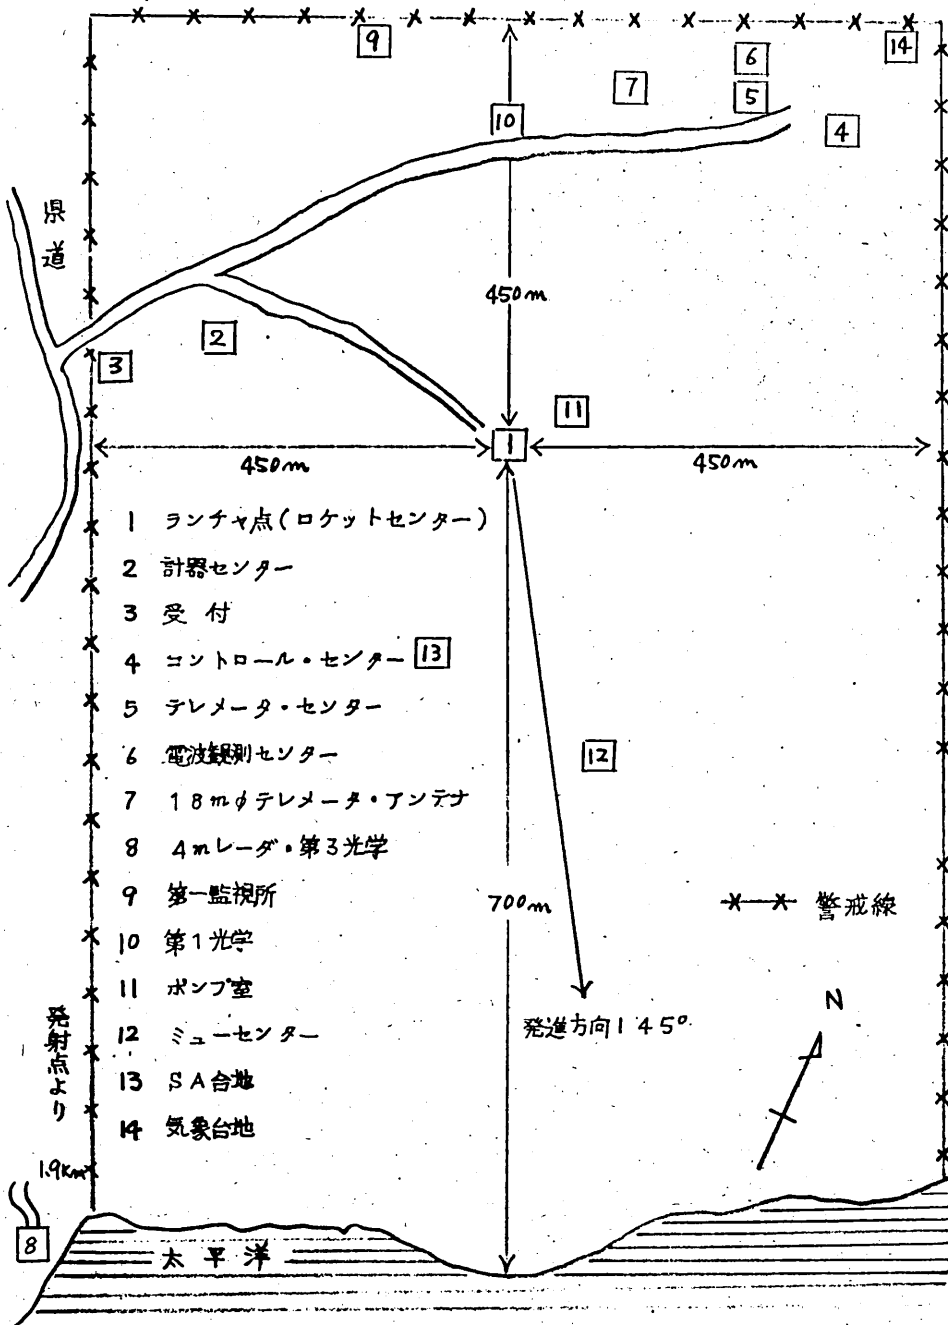 9
14
6
7
5
10
4
県道
450m
2
3
11
1
450m
450m
1 ランチャ点(ロケットセンター)
2 計器センター
3 受付
4 コントロール・センター 13
5 テレメータ・センター
6 電波観測センター
7 18mφテレメータ・アンテナ
8 4mレーダ・第3光学
9 第一監視所
10 第1光学
11 ポンプ室
12 ミューセンター
13 SA台地
14 気象台地
12
700m
警戒線
発進方向145°
N
発射点より
1.9Km
8
太平洋